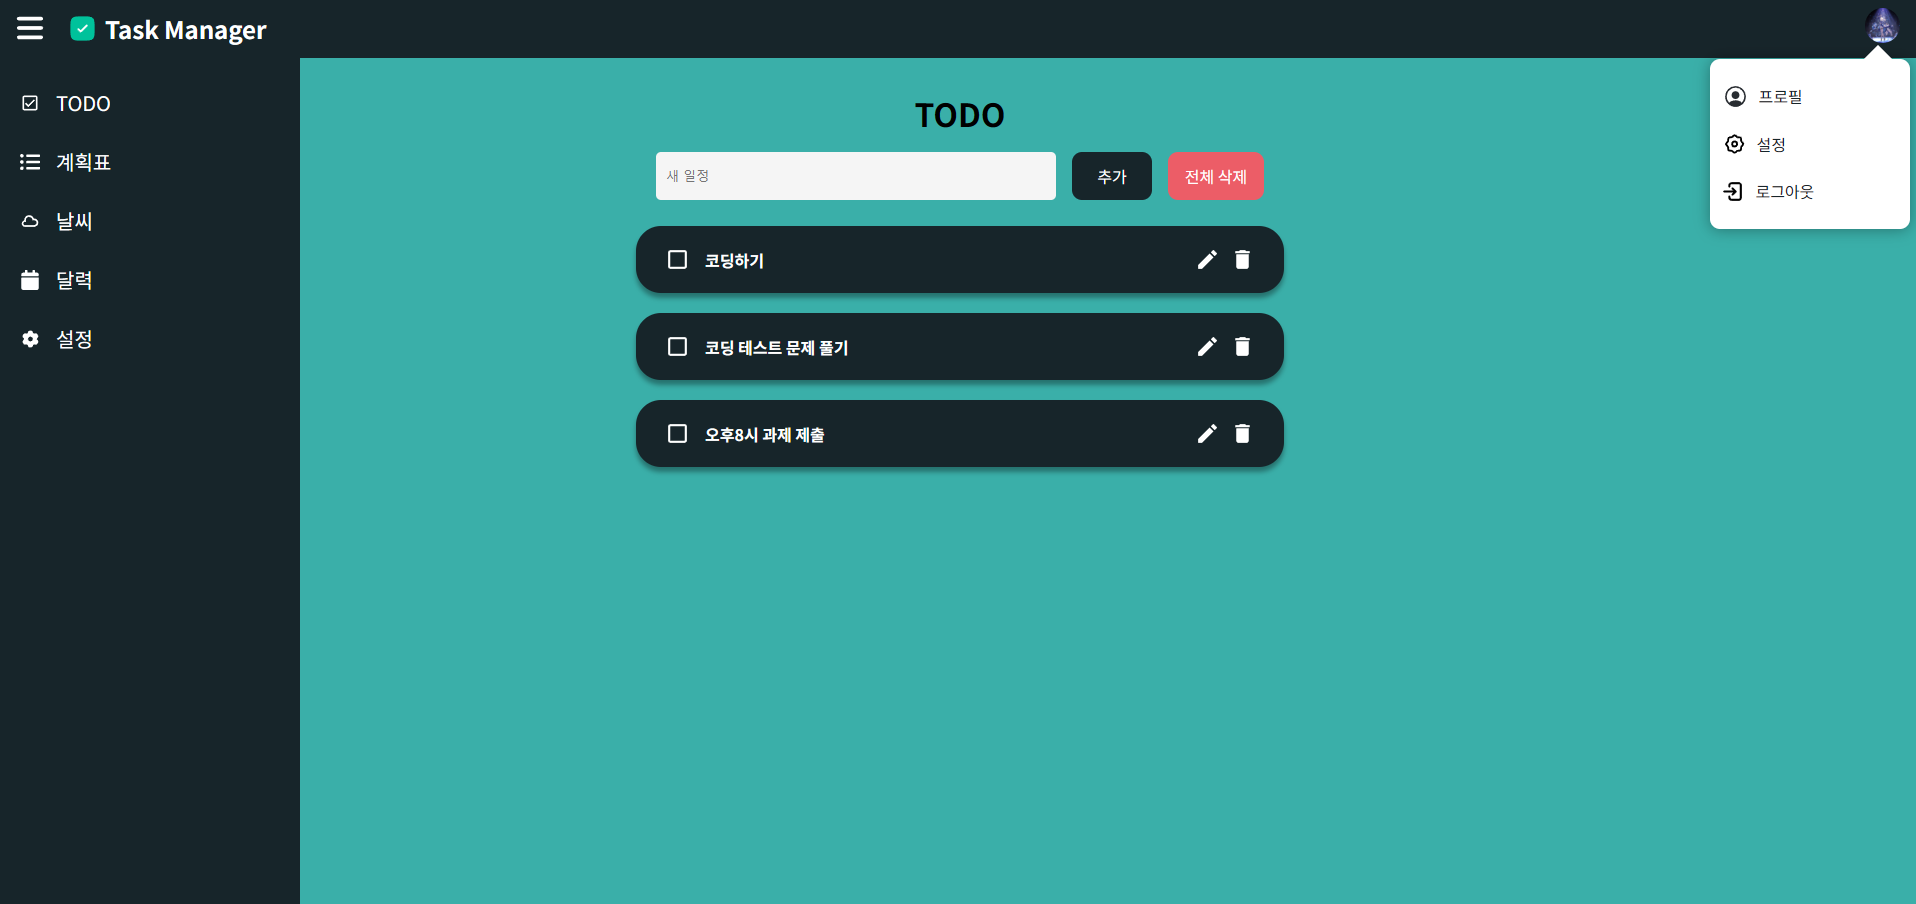 Task Manager
TODO
계획표
날씨
달력
설정
TODO
새 일정
추가
전체 삭제
코딩하기
코딩 테스트 문제 풀기
오후8시 과제 제출
프로필
설정
로그아웃